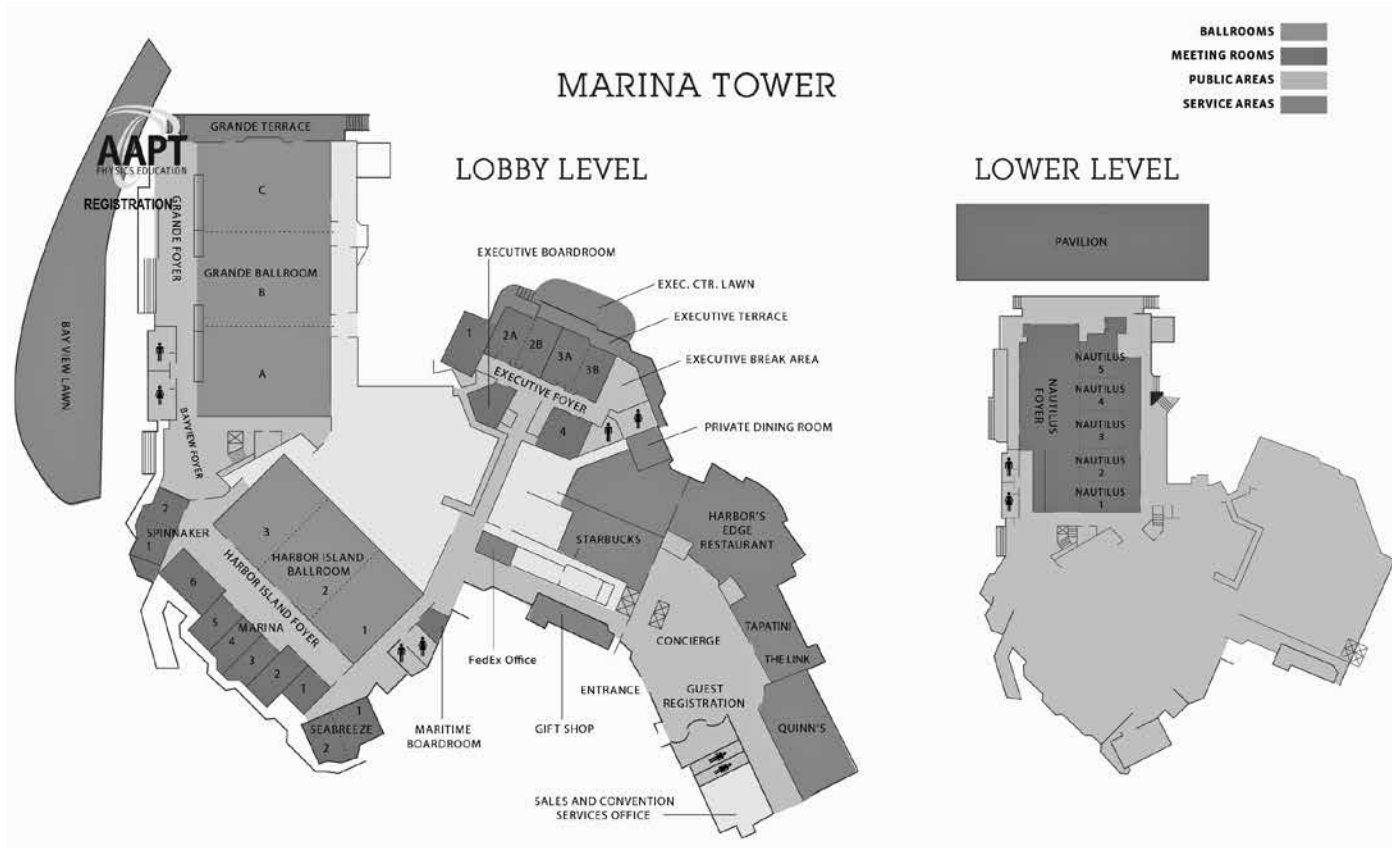 BALLROOMS
MEETING ROOMS
PUBLIC AREAS
SERVICE AREAS
MARINA TOWER
LOBBY LEVEL
LOWER LEVEL
GRANDE TERRACE
AAPT
PHYSICS EDUCATION
REGISTRATION
GRANDE FOYER
C
GRANDE BALLROOM
B
A
BAY VIEW LAWN
BAYVIEW FOYER
EXECUTIVE BOARDROOM
EXEC. CTR. LAWN
EXECUTIVE TERRACE
EXECUTIVE BREAK AREA
1
2A
2B
3A
3B
EXECUTIVE FOYER
4
PRIVATE DINING ROOM
2
SPINNAKER
1
3
HARBOR ISLAND
BALLROOM
2
1
HARBOR ISLAND FOYER
6
5
MARINA
4
3
2
1
1
SEABREEZE
2
MARITIME
BOARDROOM
FedEx Office
STARBUCKS
HARBOR'S
EDGE
RESTAURANT
TAPATINI
THE LINK
CONCIERGE
ENTRANCE
GUEST
REGISTRATION
GIFT SHOP
QUINN'S
SALES AND CONVENTION
SERVICES OFFICE
PAVILION
NAUTILUS
FOYER
NAUTILUS
5
NAUTILUS
4
NAUTILUS
3
NAUTILUS
2
NAUTILUS
1